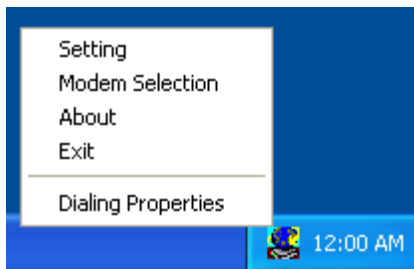 Setting
Modem Selection
About
Exit
Dialing Properties
12:00 AM